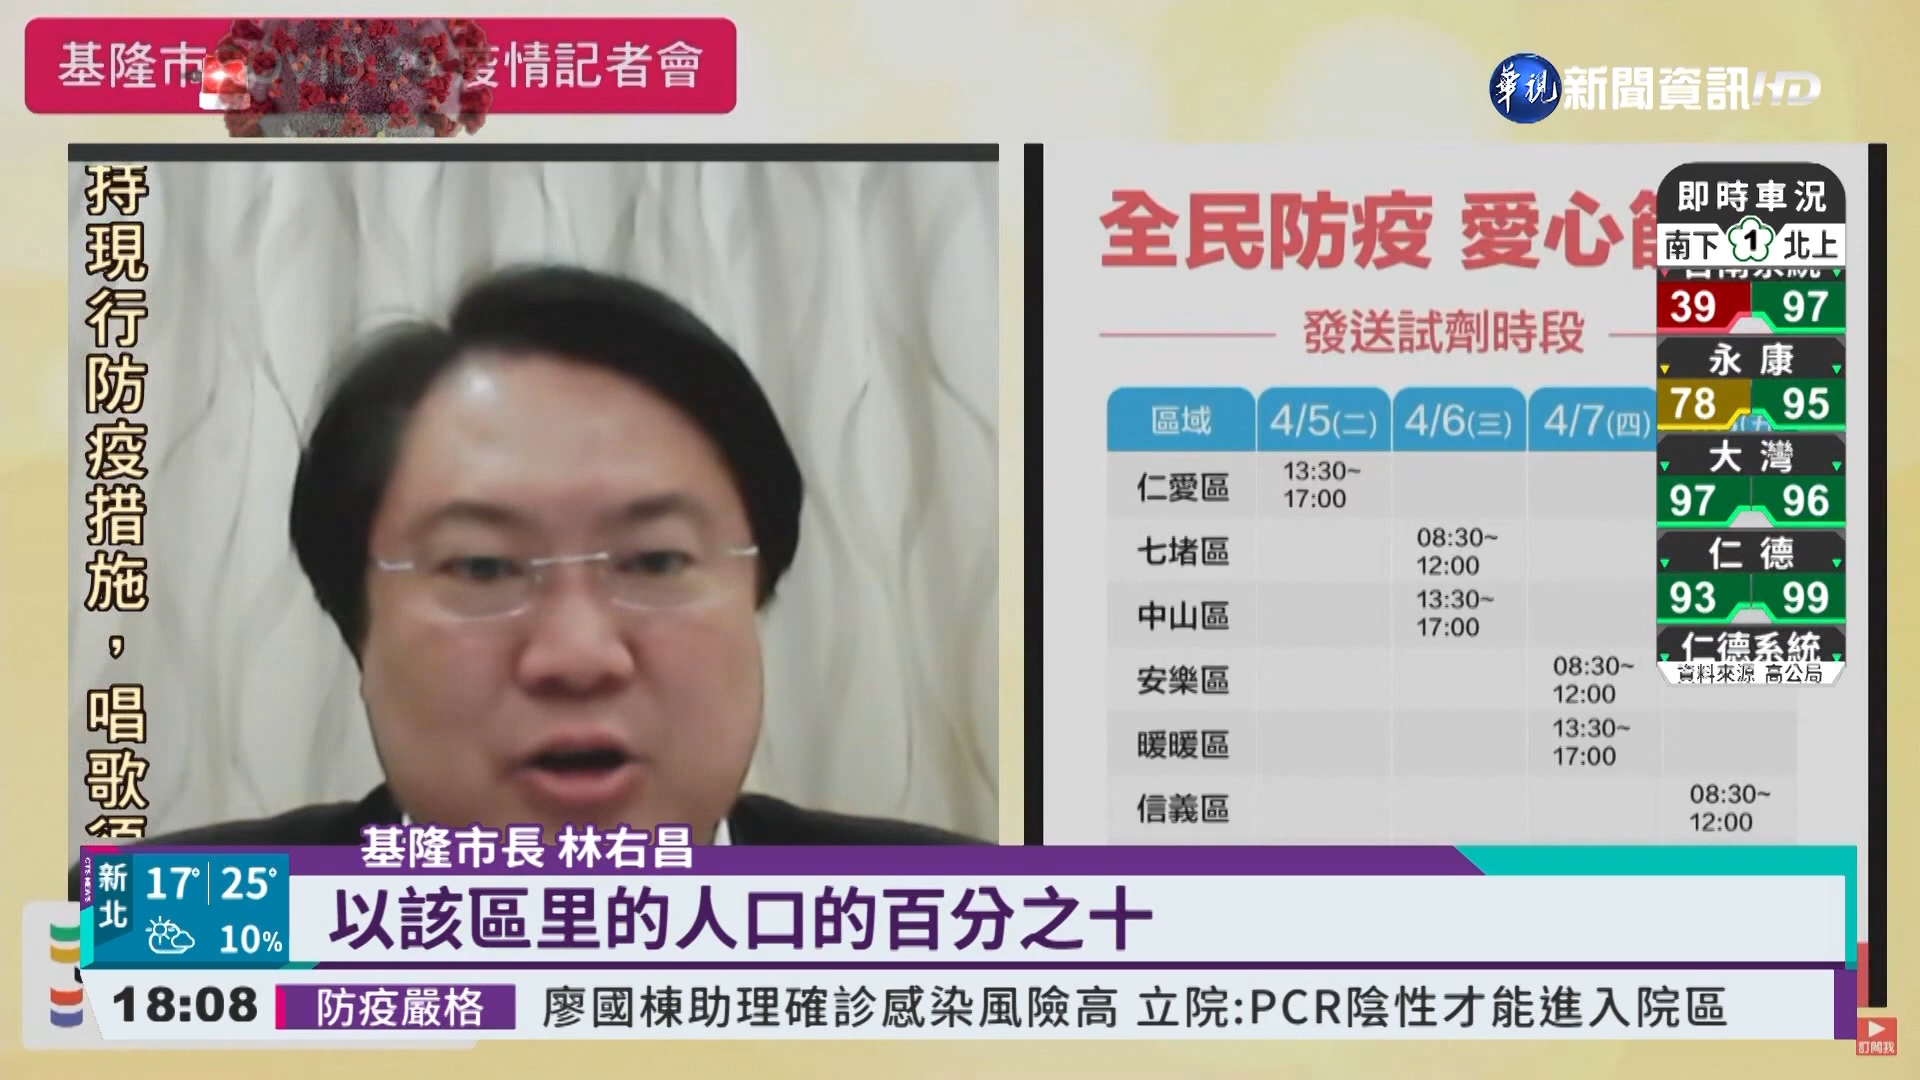 基隆市COVID 疫情記者會
華視 新聞資訊HD
持現行防疫措施，唱歌須
全民防疫 愛心
發送試劑時段
區域 4/5(二) 4/6(三) 4/7(四) (五)
仁愛區 13:30~17:00
七堵區 08:30~12:00
中山區 13:30~17:00
安樂區 08:30~12:00
暖暖區 13:30~17:00
信義區 08:30~12:00
即時車況
南下 1 北上
39 97
永康
78 95
大灣
97 96
仁德
93 99
仁德系統
資料來源 高公局
基隆市長 林右昌
以該區里的人口的百分之十
新北 17° 25°
10%
18:08 防疫嚴格 廖國棟助理確診感染風險高 立院:PCR陰性才能進入院區
訂閱我